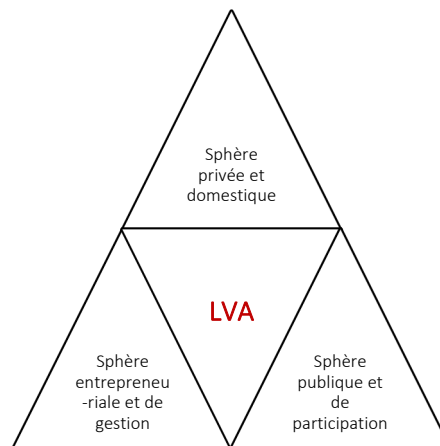 Sphère
privée et
domestique
LVA
Sphère
entrepreneu
-riale et de
gestion
Sphère
publique et
de
participation